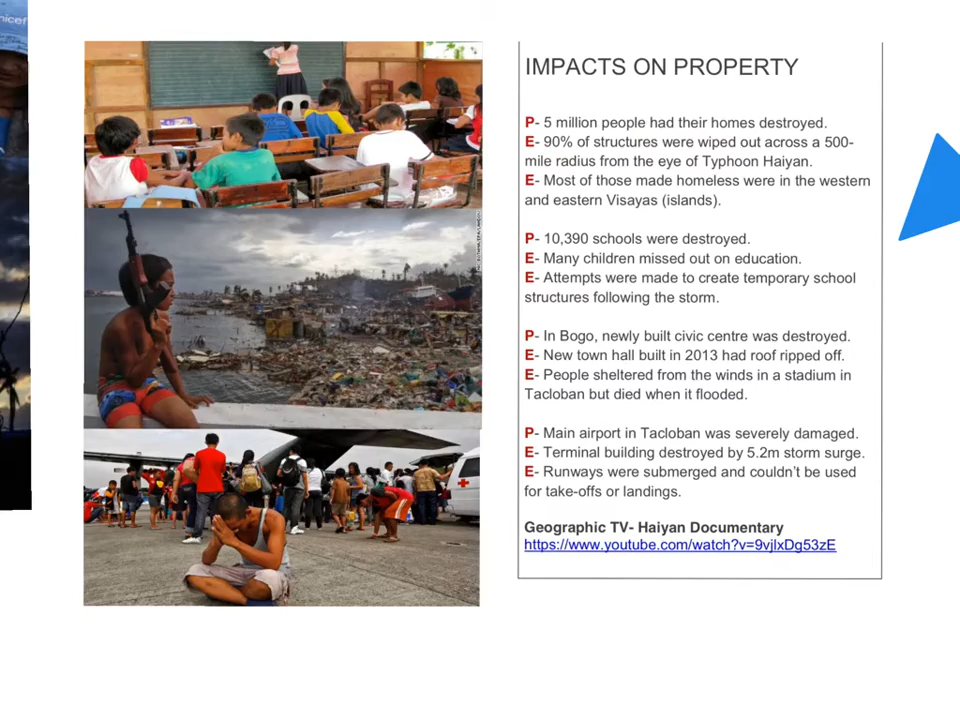 unicef
IMPACTS ON PROPERTY
P- 5 million people had their homes destroyed.
E- 90% of structures were wiped out across a 500-
mile radius from the eye of Typhoon Haiyan.
E- Most of those made homeless were in the western
and eastern Visayas (islands).
P- 10,390 schools were destroyed.
E- Many children missed out on education.
E- Attempts were made to create temporary school
structures following the storm.
P- In Bogo, newly built civic centre was destroyed.
E- New town hall built in 2013 had roof ripped off.
E- People sheltered from the winds in a stadium in
Tacloban but died when it flooded.
P- Main airport in Tacloban was severely damaged.
E- Terminal building destroyed by 5.2m storm surge.
E- Runways were submerged and couldn't be used
for take-offs or landings.
Geographic TV- Haiyan Documentary
https://www.youtube.com/watch?v=9vjlxDg53zE